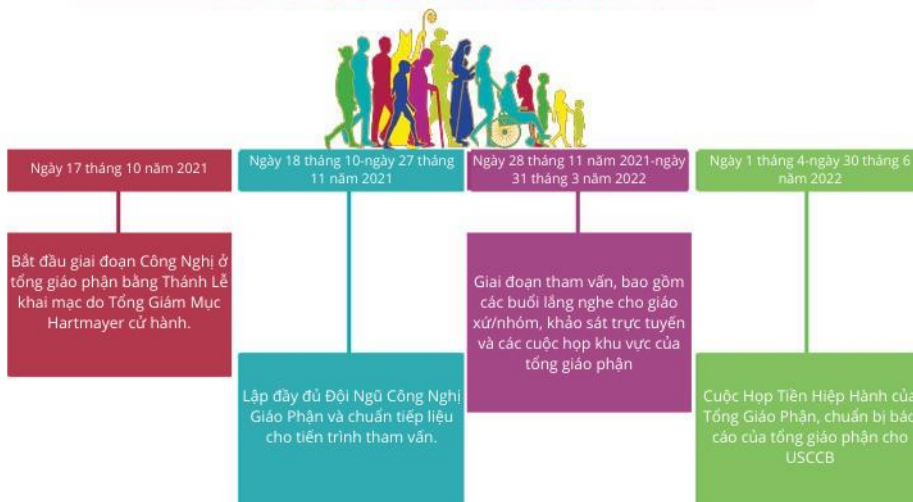 Ngày 17 tháng 10 năm 2021
Ngày 18 tháng 10-ngày 27 tháng
11 năm 2021
Ngày 28 tháng 11 năm 2021-ngày
31 tháng 3 năm 2022
Ngày 1 tháng 4-ngày 30 tháng 6
năm 2022
Bắt đầu giai đoạn Công Nghị ở
tổng giáo phận bằng Thánh Lễ
khai mạc do Tổng Giám Mục
Hartmayer cử hành.
Lập đầy đủ Đội Ngũ Công Nghị
Giáo Phận và chuẩn tiếp liệu
cho tiến trình tham vấn.
Giai đoạn tham vấn, bao gồm
các buổi lắng nghe cho giáo
xứ/nhóm, khảo sát trực tuyến
và các cuộc họp khu vực của
tổng giáo phận
Cuộc Họp Tiền Hiệp Hành của
Tổng Giáo Phận, chuẩn bị báo
cáo của tổng giáo phận cho
USCCB